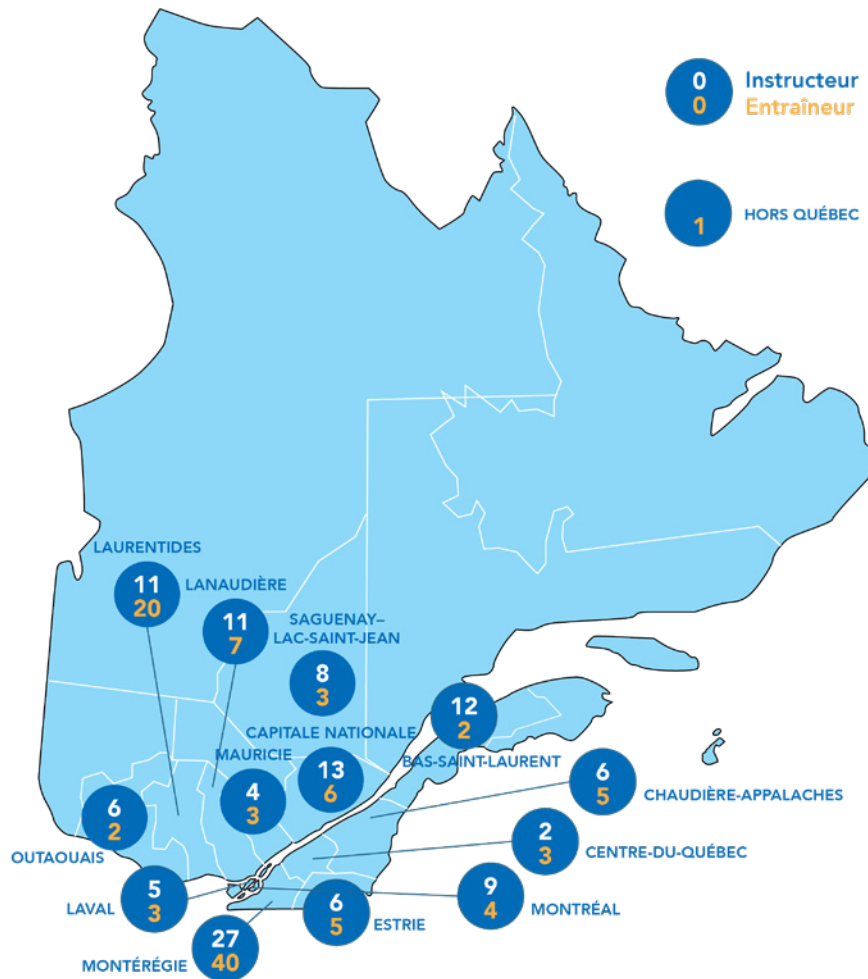 0 Instructeur
0 Entraîneur
1 HORS QUÉBEC
LAURENTIDES
11
20
LANAUDIÈRE
11
7
SAGUENAY–
LAC-SAINT-JEAN
8
3
CAPITALE NATIONALE
13
6
MAURICIE
4
3
12
2
BAS-SAINT-LAURENT
6
5
CHAUDIÈRE-APPALACHES
6
2
OUTAOUAIS
2
3
CENTRE-DU-QUÉBEC
5
3
LAVAL
9
4
MONTRÉAL
6
5
ESTRIE
27
40
MONTÉRÉGIE